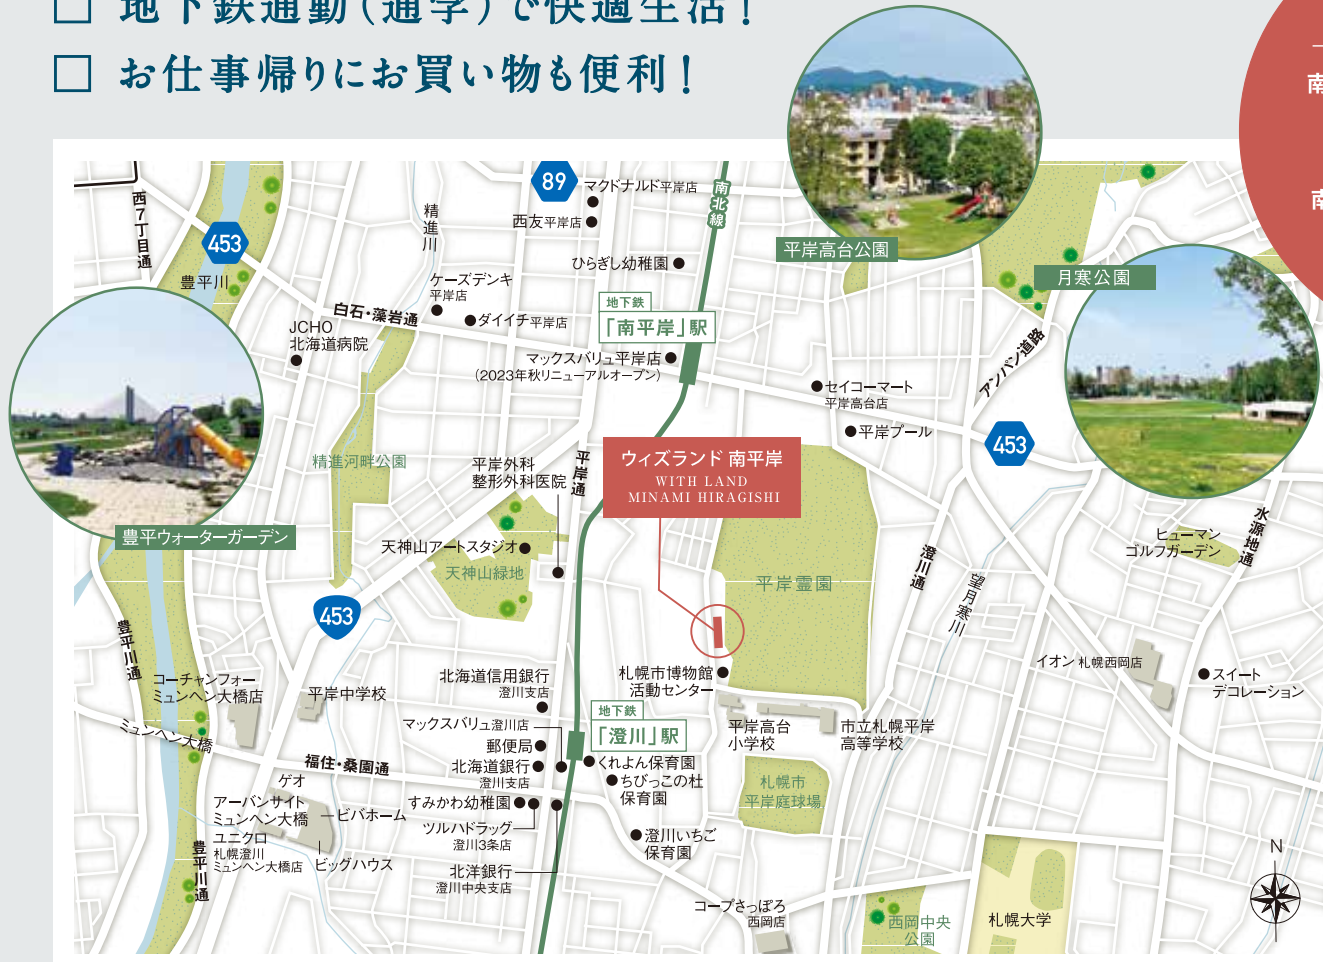 □ 地下鉄通勤（通学）で快適生活！
□ お仕事帰りにお買い物も便利！
南
南
平岸高台公園
月寒公園
豊平ウォーターガーデン
西7丁目通
453
豊平川
精進川
89
マクドナルド平岸店
西友平岸店
南北線
ひらぎし幼稚園
ケーズデンキ
平岸店
ダイイチ平岸店
白石・藻岩通
JCHO
北海道病院
地下鉄
「南平岸」駅
マックスバリュ平岸店
（2023年秋リニューアルオープン）
セイコーマート
平岸高台店
平岸プール
アンパン道路
453
精進河畔公園
平岸外科
整形外科医院
平岸通
ウィズランド 南平岸
WITH LAND
MINAMI HIRAGISHI
天神山アートスタジオ
天神山緑地
453
平岸霊園
澄川通
望月寒川
水源地通
ヒューマン
ゴルフガーデン
イオン 札幌西岡店
スイート
デコレーション
豊平川通
コーチャンフォー
ミュンヘン大橋店
平岸中学校
ミュンヘン大橋
福住・桑園通
北海道信用銀行
澄川支店
マックスバリュ澄川店
郵便局
北海道銀行
澄川支店
すみかわ幼稚園
ツルハドラッグ
澄川3条店
北洋銀行
澄川中央支店
札幌市博物館
活動センター
地下鉄
「澄川」駅
くれよん保育園
ちびっこの杜
保育園
澄川いちご
保育園
平岸高台
小学校
市立札幌平岸
高等学校
札幌市
平岸庭球場
ゲオ
アーバンサイト
ミュンヘン大橋
ユニクロ
札幌澄川
ミュンヘン大橋店
ビバホーム
ビッグハウス
豊平川通
コープさっぽろ
西岡店
西岡中央
公園
札幌大学
N